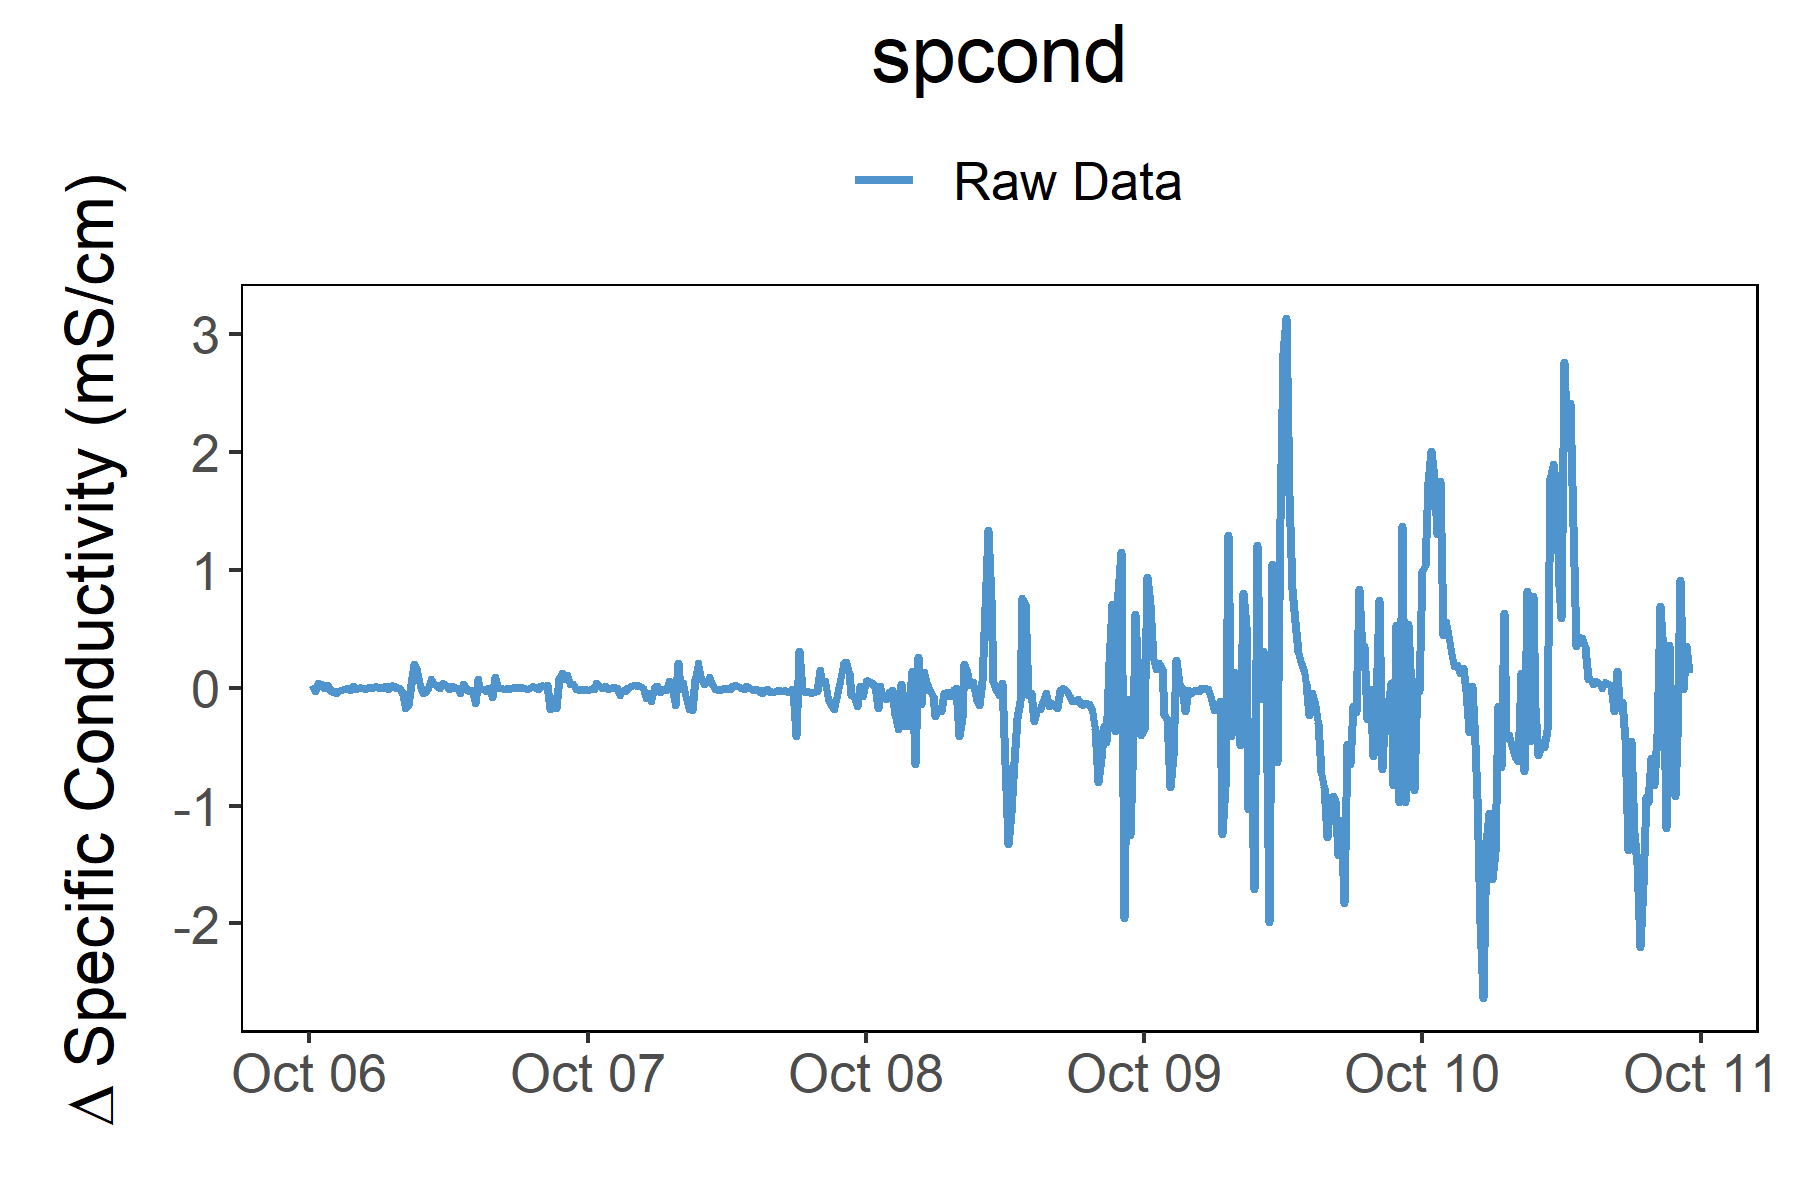 spcond
Raw Data
Δ Specific Conductivity (mS/cm)
3
2
1
0
-1
-2
Oct 06 Oct 07 Oct 08 Oct 09 Oct 10 Oct 11